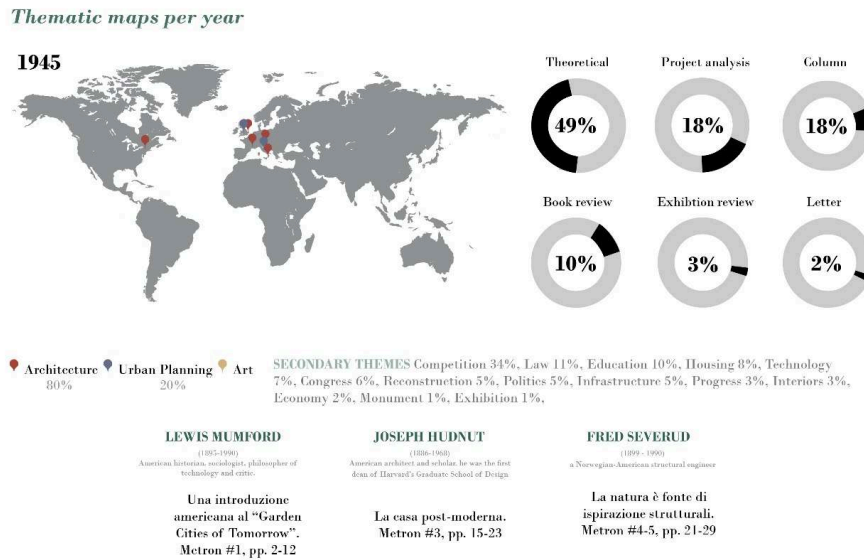 Thematic maps per year
1945
Theoretical
Project analysis
Column
49%
18%
18%
Book review
Exhibtion review
Letter
10%
3%
2%
Architecture
80%
Urban Planning
20%
Art
SECONDARY THEMES Competition 34%, Law 11%, Education 10%, Housing 8%, Technology
7%, Congress 6%, Reconstruction 5%, Politics 5%, Infrastructure 5%, Progress 3%, Interiors 3%,
Economy 2%, Monument 1%, Exhibition 1%,
LEWIS MUMFORD
(1895-1990)
American historian, sociologist, philosopher of
technology and critic.
Una introduzione
americana al “Garden
Cities of Tomorrow”.
Metron #1, pp. 2-12
JOSEPH HUDNUT
(1886-1968)
American architect and scholar, he was the first
dean of Harvard's Graduate School of Design
La casa post-moderna.
Metron #3, pp. 15-23
FRED SEVERUD
(1899 - 1990)
a Norwegian-American structural engineer
La natura è fonte di
ispirazione strutturali.
Metron #4-5, pp. 21-29